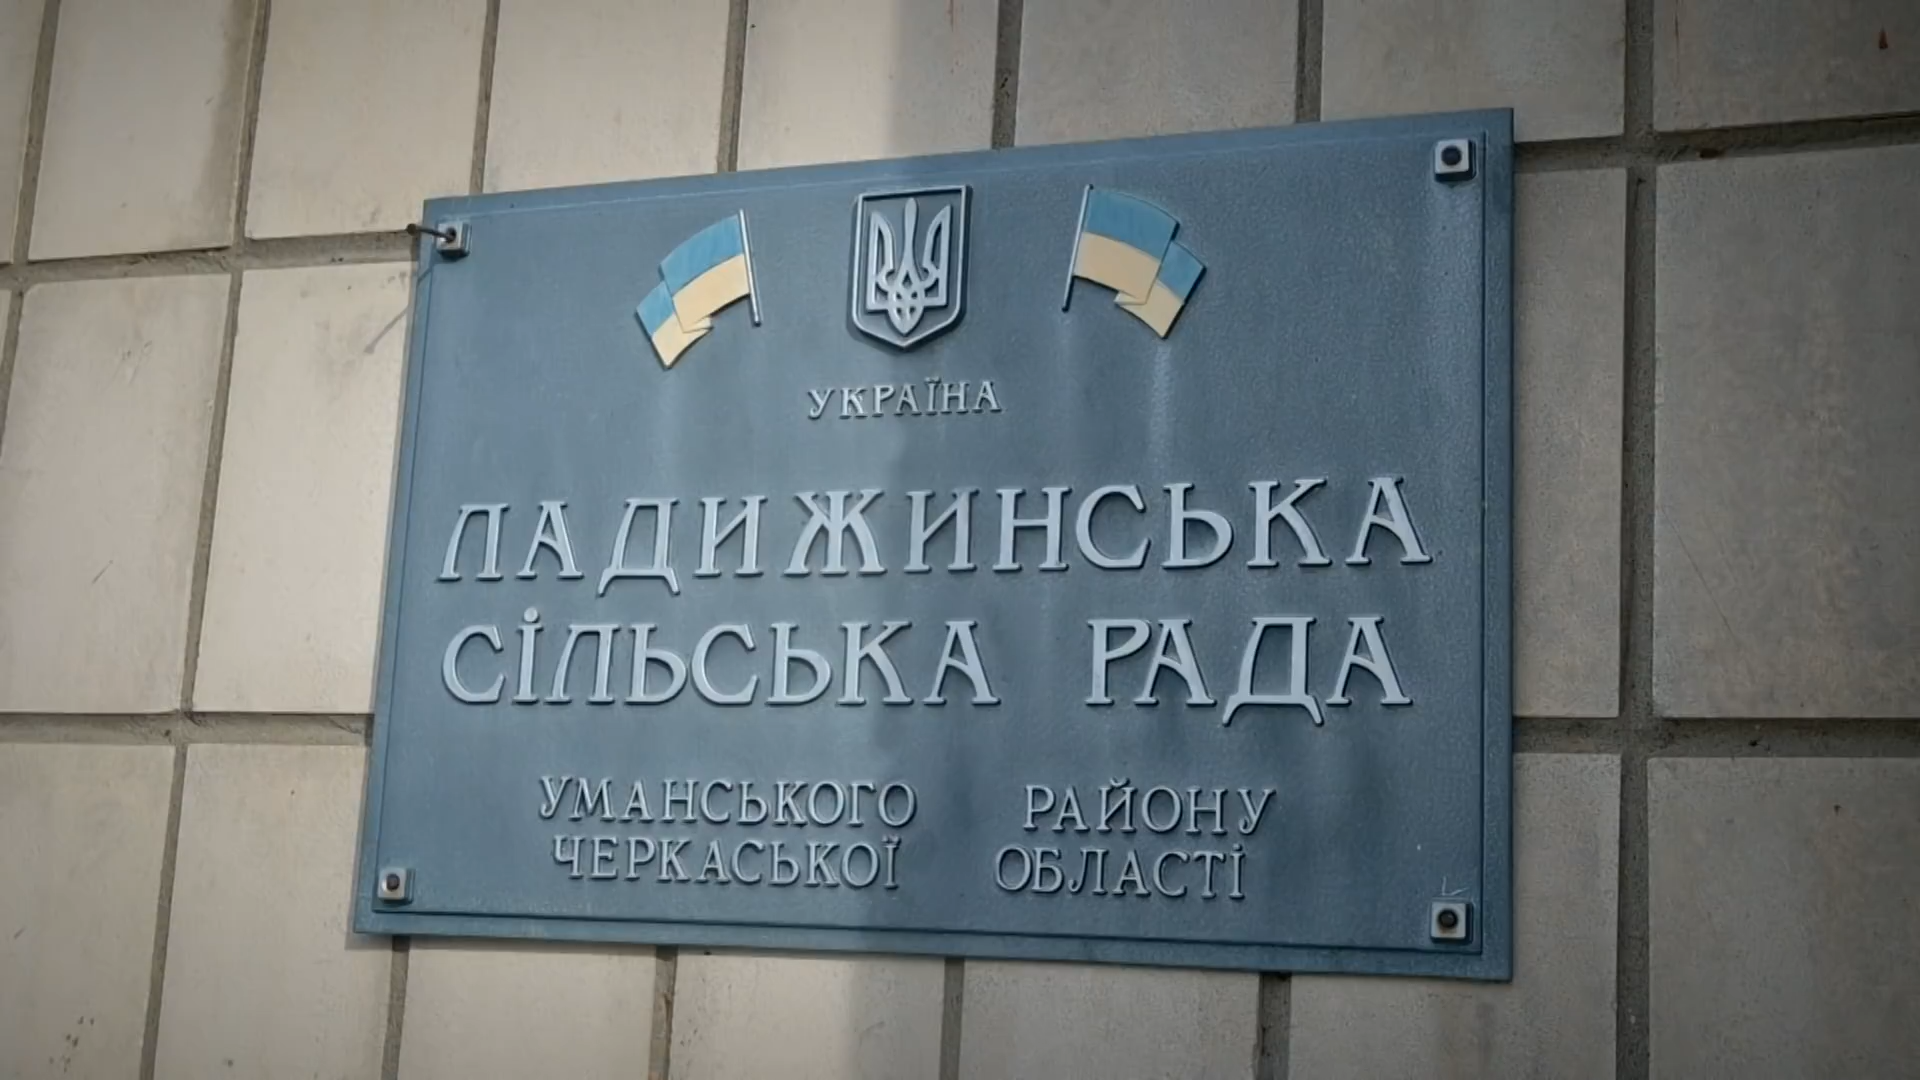 УКРАЇНА
ЛАДИЖИНСЬКА
СІЛЬСЬКА РАДА
УМАНСЬКОГО РАЙОНУ
ЧЕРКАСЬКОЇ ОБЛАСТІ